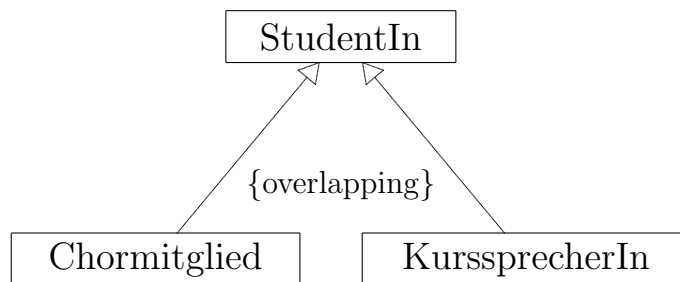 StudentIn
{overlapping}
Chormitglied
KurssprecherIn